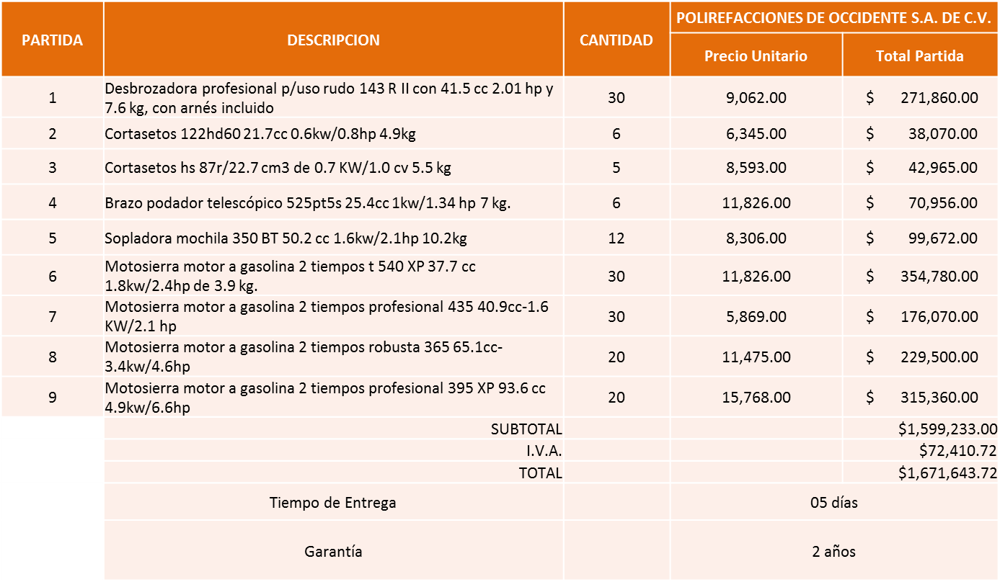 PARTIDA DESCRIPCION CANTIDAD POLIREFACCIONES DE OCCIDENTE S.A. DE C.V.
Precio Unitario Total Partida
1 Desbrozadora profesional p/uso rudo 143 R II con 41.5 cc 2.01 hp y
7.6 kg, con arnés incluido 30 9,062.00 $ 271,860.00
2 Cortasetos 122hd60 21.7cc 0.6kw/0.8hp 4.9kg 6 6,345.00 $ 38,070.00
3 Cortasetos hs 87r/22.7 cm3 de 0.7 KW/1.0 cv 5.5 kg 5 8,593.00 $ 42,965.00
4 Brazo podador telescópico 525pt5s 25.4cc 1kw/1.34 hp 7 kg. 6 11,826.00 $ 70,956.00
5 Sopladora mochila 350 BT 50.2 cc 1.6kw/2.1hp 10.2kg 12 8,306.00 $ 99,672.00
6 Motosierra motor a gasolina 2 tiempos t 540 XP 37.7 cc
1.8kw/2.4hp de 3.9 kg. 30 11,826.00 $ 354,780.00
7 Motosierra motor a gasolina 2 tiempos profesional 435 40.9cc-1.6
KW/2.1 hp 30 5,869.00 $ 176,070.00
8 Motosierra motor a gasolina 2 tiempos robusta 365 65.1cc-
3.4kw/4.6hp 20 11,475.00 $ 229,500.00
9 Motosierra motor a gasolina 2 tiempos profesional 395 XP 93.6 cc
4.9kw/6.6hp 20 15,768.00 $ 315,360.00
SUBTOTAL $1,599,233.00
I.V.A. $72,410.72
TOTAL $1,671,643.72
Tiempo de Entrega 05 días
Garantía 2 años